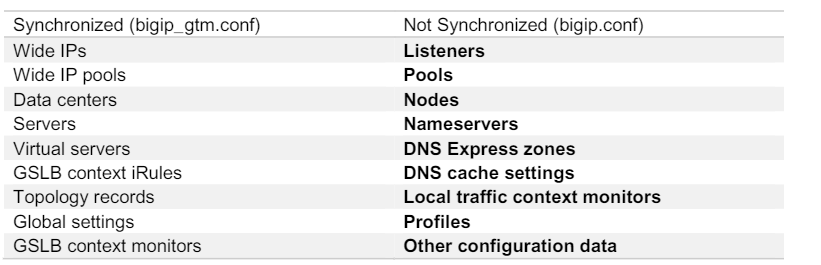 Synchronized (bigip_gtm.conf) Not Synchronized (bigip.conf)
Wide IPs Listeners
Wide IP pools Pools
Data centers Nodes
Servers Nameservers
Virtual servers DNS Express zones
GSLB context iRules DNS cache settings
Topology records Local traffic context monitors
Global settings Profiles
GSLB context monitors Other configuration data